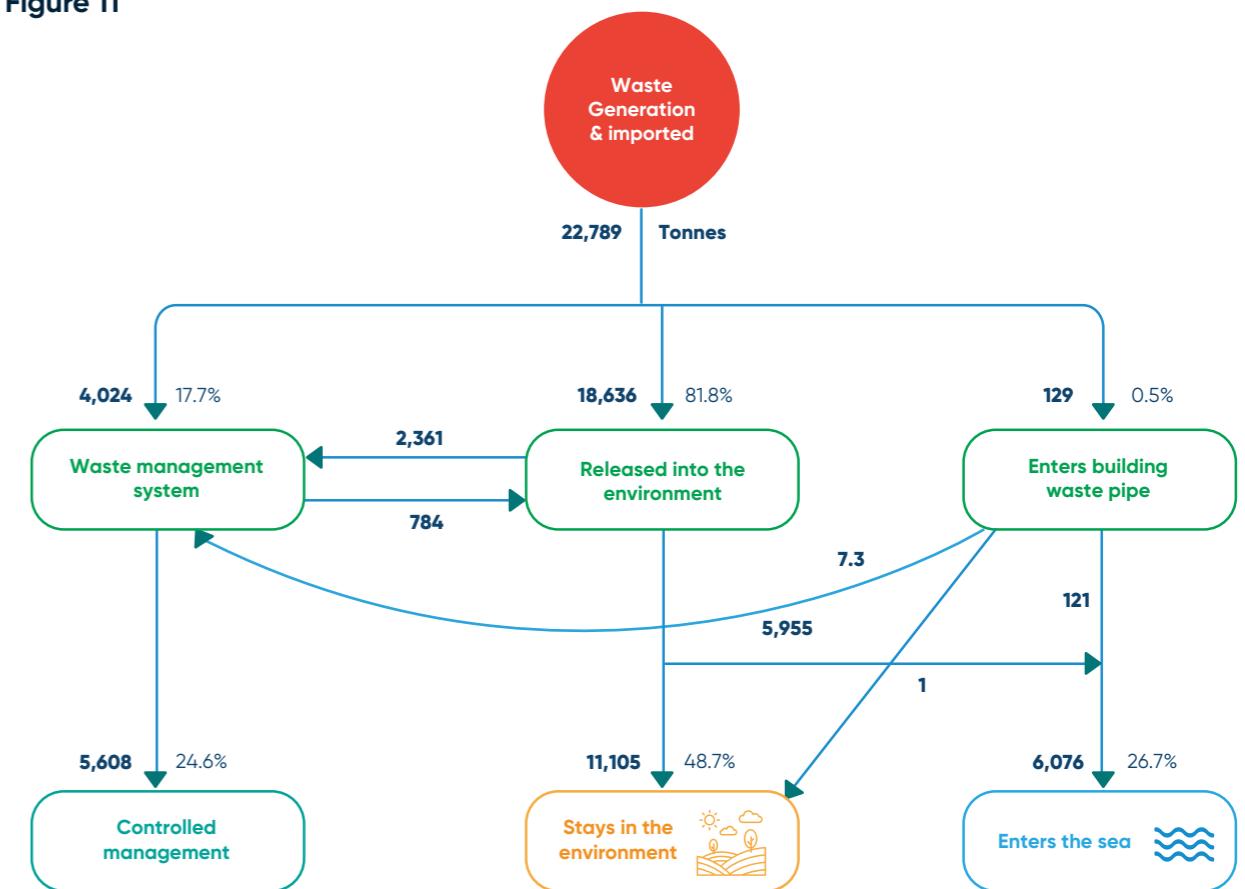 Figure 11
Waste
Generation
& imported
22,789 Tonnes
4,024 17.7%
18,636 81.8%
129 0.5%
Waste management
system
2,361
784
Released into the
environment
Enters building
waste pipe
7.3
121
5,955
1
5,608 24.6%
11,105 48.7%
6,076 26.7%
Controlled
management
Stays in the
environment
Enters the sea